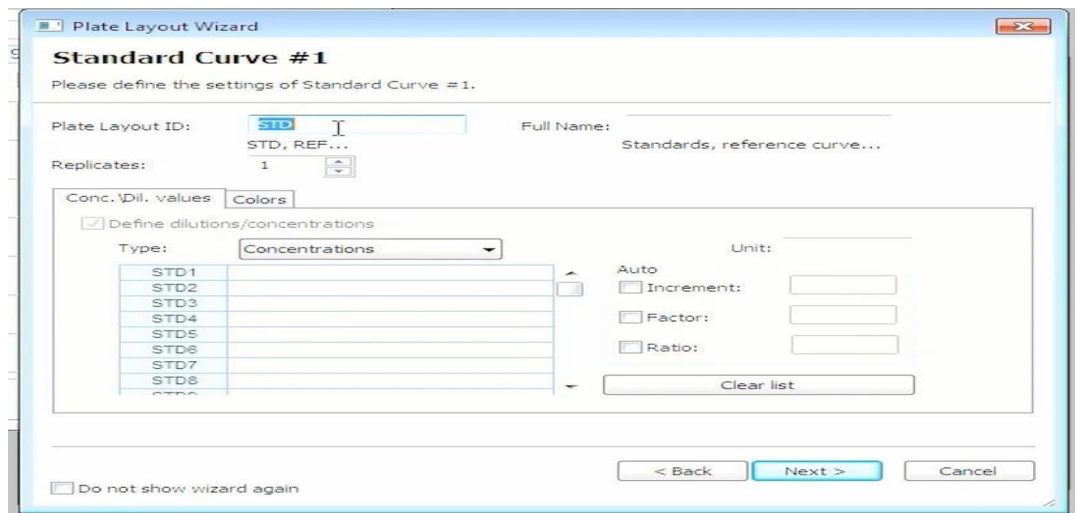 Plate Layout Wizard
Standard Curve #1
Please define the settings of Standard Curve #1.
Plate Layout ID: STD Full Name:
STD, REF... Standards, reference curve...
Replicates: 1
Conc.\Dil. values Colors
Define dilutions/concentrations
Type: Concentrations Unit:
STD1 Auto
STD2 Increment:
STD3
STD4 Factor:
STD5
STD6 Ratio:
STD7
STD8 Clear list
< Back Next > Cancel
Do not show wizard again